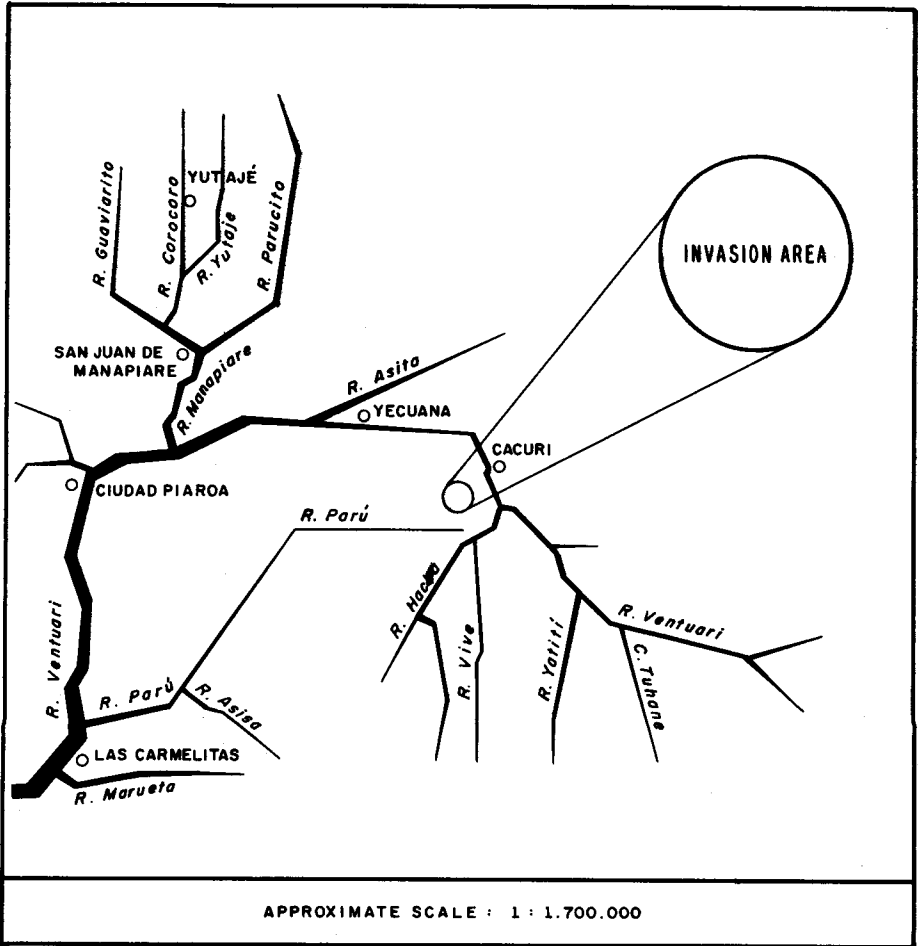 YUTAJÉ
R. Guaviarito
R. Corocoro
R. Yutaje
R. Parucito
INVASION AREA
SAN JUAN DE
MANAPIARE
R. Manapiare
R. Asita
YECUANA
CACURI
CIUDAD PIAROA
R. Parú
R. Ventuari
R. Parú
R. Asisa
R.
R. Vive
R. Yatití
R. Ventuari
C. Tuhane
LAS CARMELITAS
R. Marueta
APPROXIMATE SCALE : 1 : 1.700.000